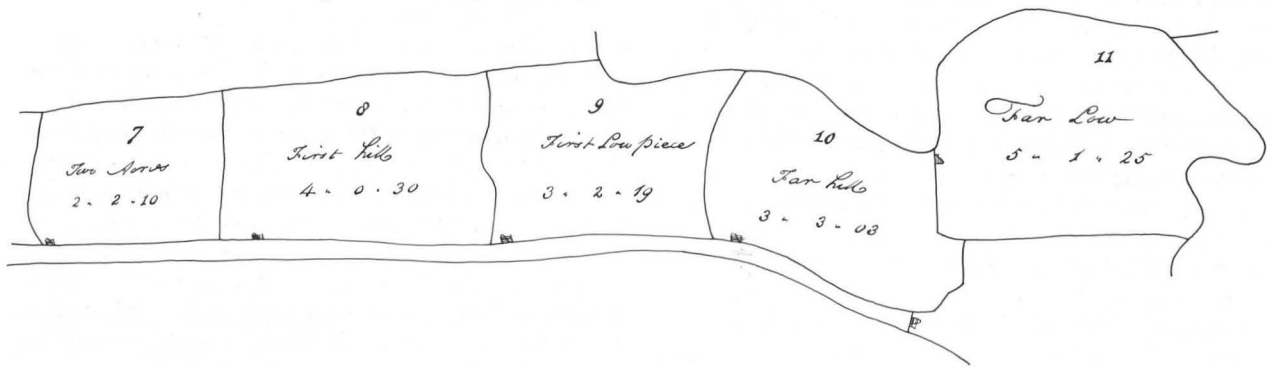 7
Two Acres
2 - 2 - 10
8
First hill
4 - 0 - 30
9
First Low piece
3 - 2 - 19
10
Far hill
3 - 3 - 03
11
Far Low
5 " 1 " 25